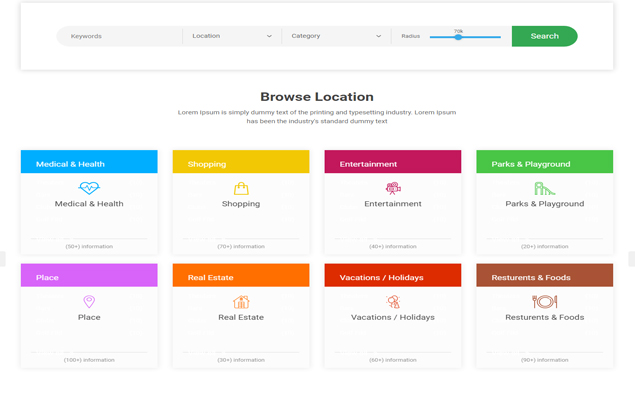 Keywords Location Category Radius 70k Search
Browse Location
Lorem Ipsum is simply dummy text of the printing and typesetting industry. Lorem Ipsum
has been the industry's standard dummy text
Medical & Health Shopping Entertainment Parks & Playground
Medical & Health Shopping Entertainment Parks & Playground
(50+) information (70+) information (40+) information (20+) information
Place Real Estate Vacations / Holidays Resturents & Foods
Place Real Estate Vacations / Holidays Resturents & Foods
(100+) information (30+) information (60+) information (90+) information